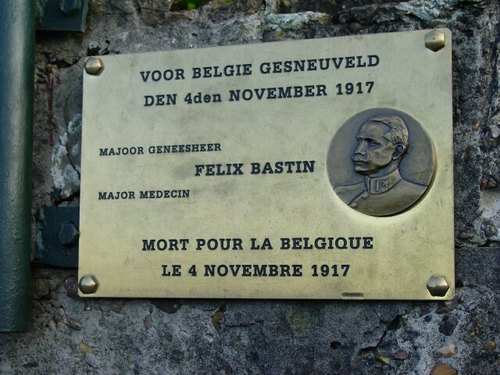 VOOR BELGIE GESNEUVELD
DEN 4den NOVEMBER 1917
MAJOOR GENEESHEER
FELIX BASTIN
MAJOR MEDECIN
MORT POUR LA BELGIQUE
LE 4 NOVEMBRE 1917